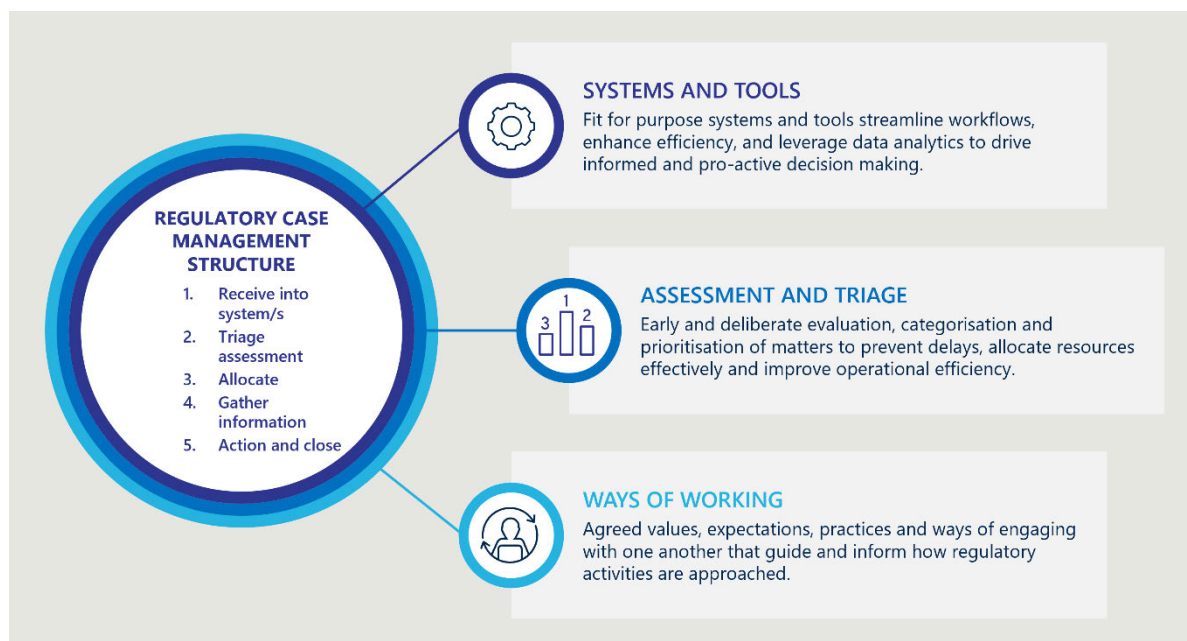 REGULATORY CASE
MANAGEMENT
STRUCTURE
1. Receive into
system/s
2. Triage
assessment
3. Allocate
4. Gather
information
5. Action and close
SYSTEMS AND TOOLS
Fit for purpose systems and tools streamline workflows,
enhance efficiency, and leverage data analytics to drive
informed and pro-active decision making.
3 1 2
ASSESSMENT AND TRIAGE
Early and deliberate evaluation, categorisation and
prioritisation of matters to prevent delays, allocate resources
effectively and improve operational efficiency.
WAYS OF WORKING
Agreed values, expectations, practices and ways of engaging
with one another that guide and inform how regulatory
activities are approached.